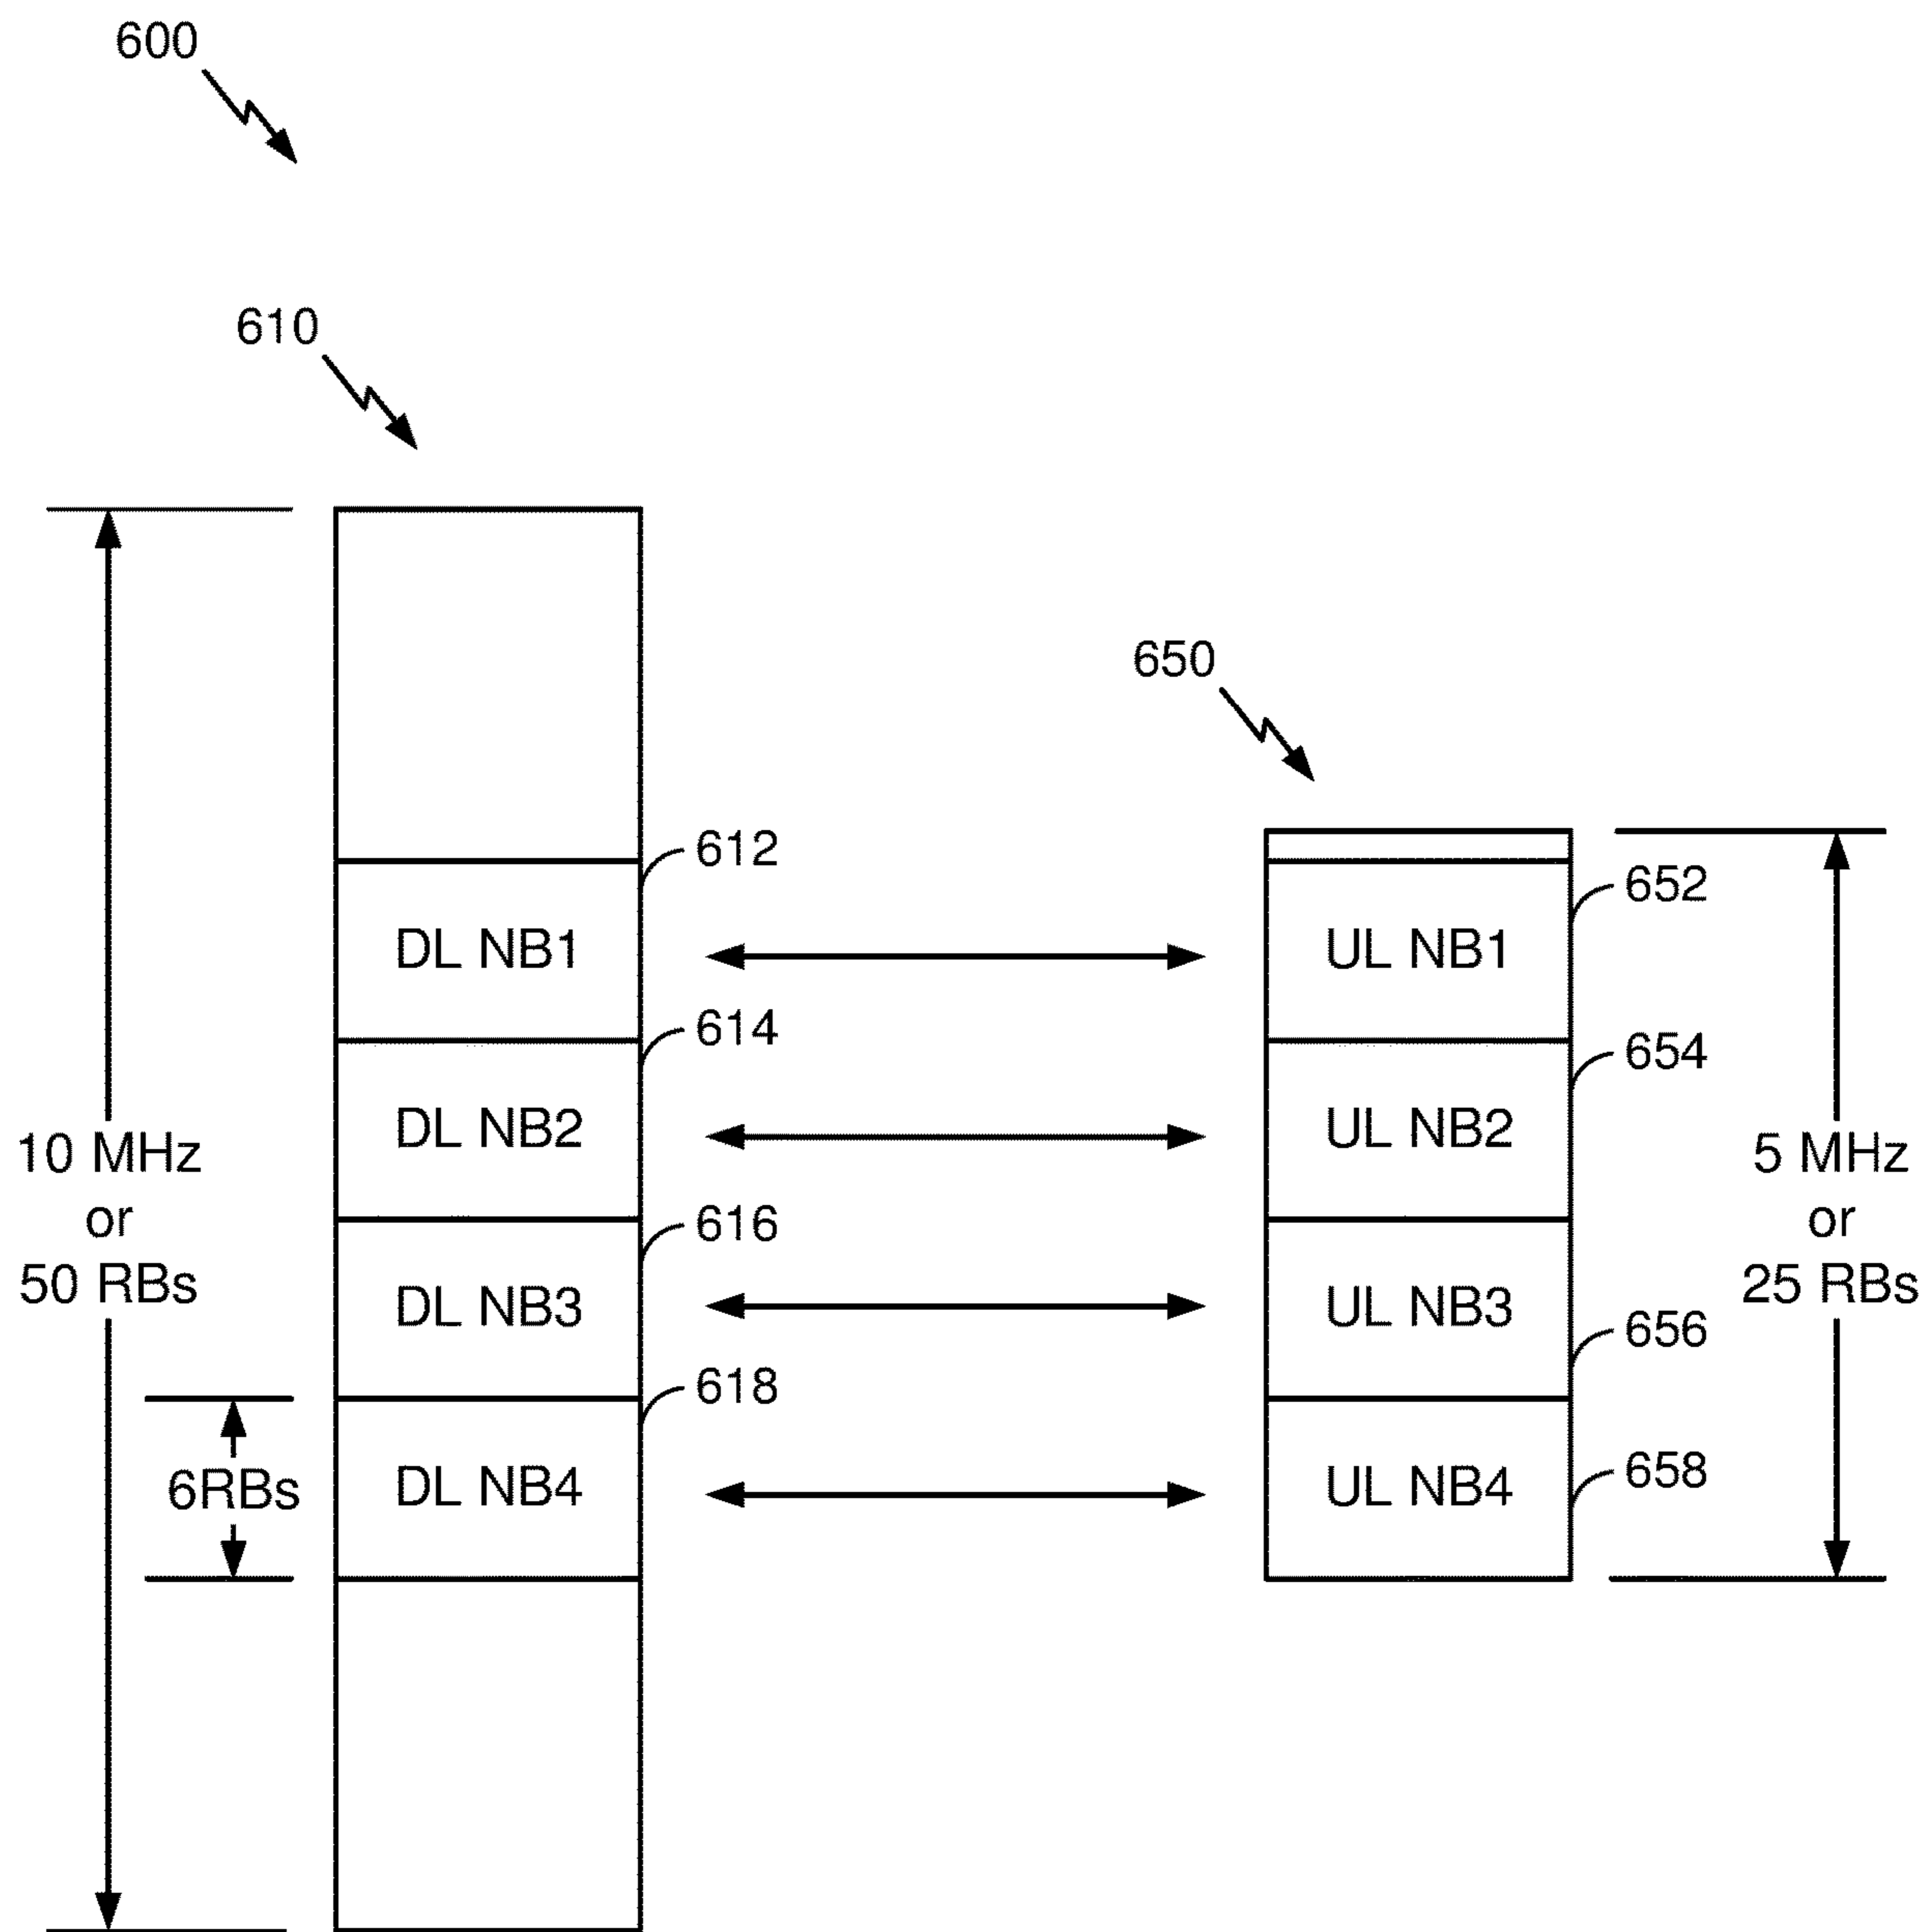 600
610
650
612
652
DL NB1
UL NB1
614
654
DL NB2
UL NB2
10 MHz
or
50 RBs
5 MHz
or
25 RBs
616
DL NB3
UL NB3
656
618
6RBs
DL NB4
UL NB4
658